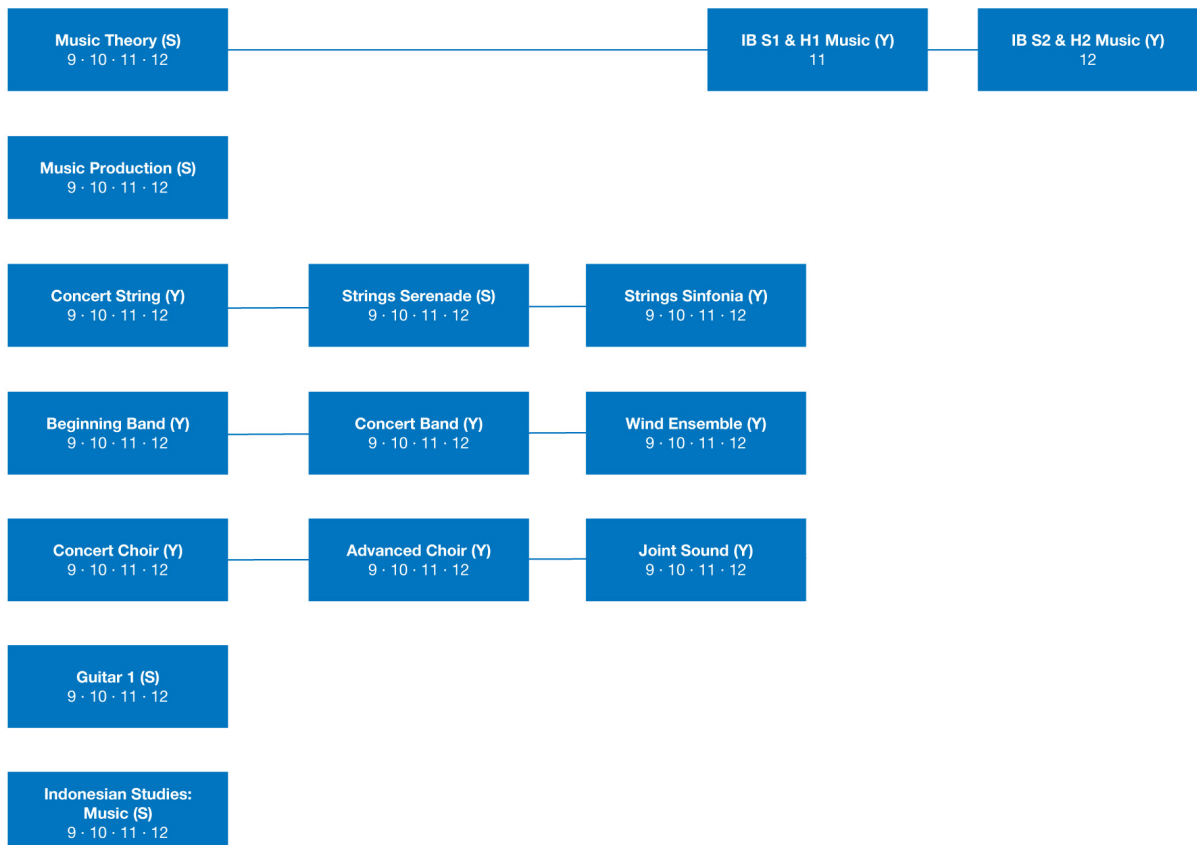 Music Theory (S)
9 · 10 · 11 · 12
IB S1 & H1 Music (Y)
11
IB S2 & H2 Music (Y)
12
Music Production (S)
9 · 10 · 11 · 12
Concert String (Y)
9 · 10 · 11 · 12
Strings Serenade (S)
9 · 10 · 11 · 12
Strings Sinfonia (Y)
9 · 10 · 11 · 12
Beginning Band (Y)
9 · 10 · 11 · 12
Concert Band (Y)
9 · 10 · 11 · 12
Wind Ensemble (Y)
9 · 10 · 11 · 12
Concert Choir (Y)
9 · 10 · 11 · 12
Advanced Choir (Y)
9 · 10 · 11 · 12
Joint Sound (Y)
9 · 10 · 11 · 12
Guitar 1 (S)
9 · 10 · 11 · 12
Indonesian Studies:
Music (S)
9 · 10 · 11 · 12